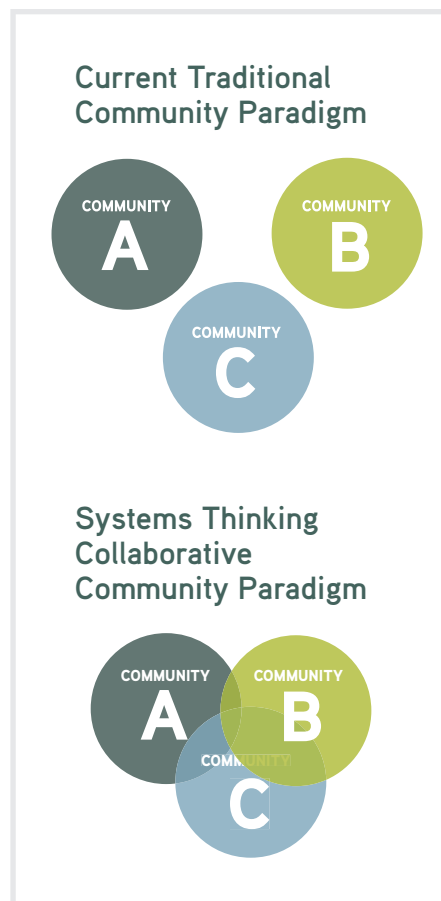 Current Traditional
Community Paradigm
COMMUNITY
A
COMMUNITY
B
COMMUNITY
C
Systems Thinking
Collaborative
Community Paradigm
COMMUNITY
A
COMMUNITY
B
COMMUNITY
C